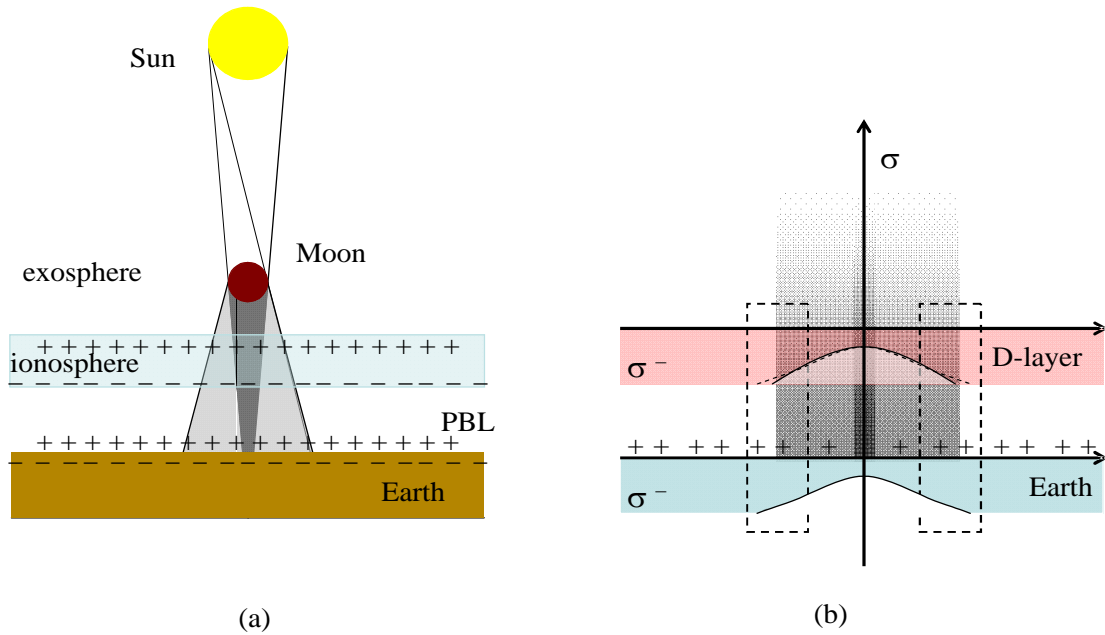 Sun
Moon
exosphere
+ + + + + + + + + + + + + + + +
ionosphere
PBL
+ + + + + + + + + + + + + + + +
Earth
(a)
σ
σ −
D-layer
+ + + + + + + + + + + + + +
σ −
Earth
(b)